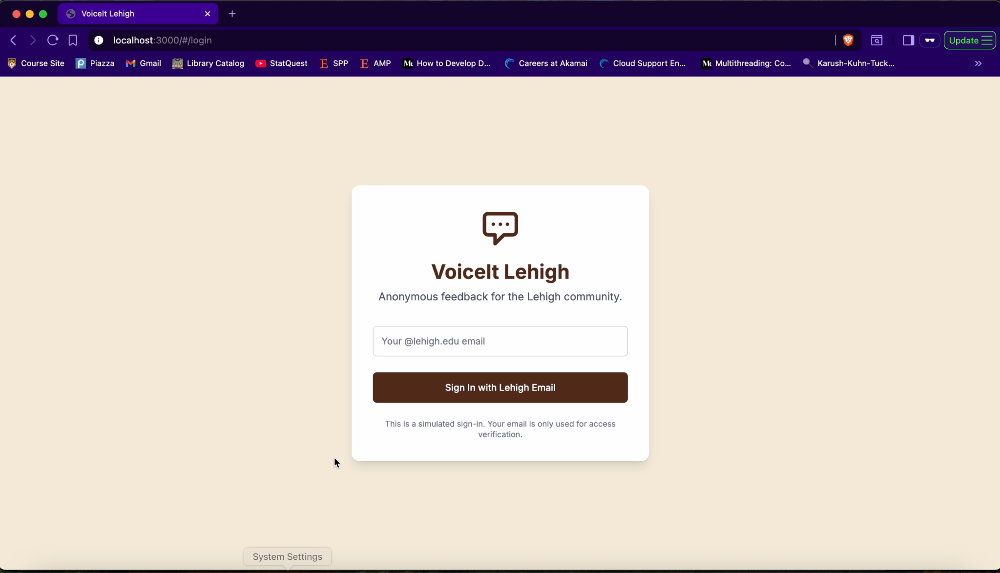 VoiceIt Lehigh
localhost:3000/#/login
Update
Course Site
Piazza
Gmail
Library Catalog
StatQuest
SPP
AMP
How to Develop D...
Careers at Akamai
Cloud Support En...
Multithreading: Co...
Karush-Kuhn-Tuck...
VoiceIt Lehigh
Anonymous feedback for the Lehigh community.
Your @lehigh.edu email
Sign In with Lehigh Email
This is a simulated sign-in. Your email is only used for access
verification.
System Settings